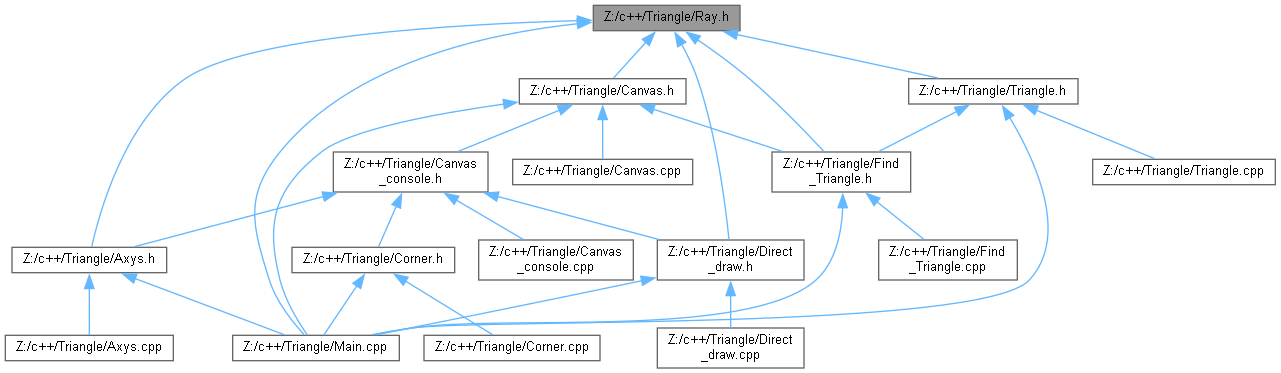 Z:/c++/Triangle/Ray.h
Z:/c++/Triangle/Canvas.h
Z:/c++/Triangle/Triangle.h
Z:/c++/Triangle/Canvas
_console.h
Z:/c++/Triangle/Canvas.cpp
Z:/c++/Triangle/Find
_Triangle.h
Z:/c++/Triangle/Triangle.cpp
Z:/c++/Triangle/Axys.h
Z:/c++/Triangle/Corner.h
Z:/c++/Triangle/Canvas
_console.cpp
Z:/c++/Triangle/Direct
_draw.h
Z:/c++/Triangle/Find
_Triangle.cpp
Z:/c++/Triangle/Axys.cpp
Z:/c++/Triangle/Main.cpp
Z:/c++/Triangle/Corner.cpp
Z:/c++/Triangle/Direct
_draw.cpp